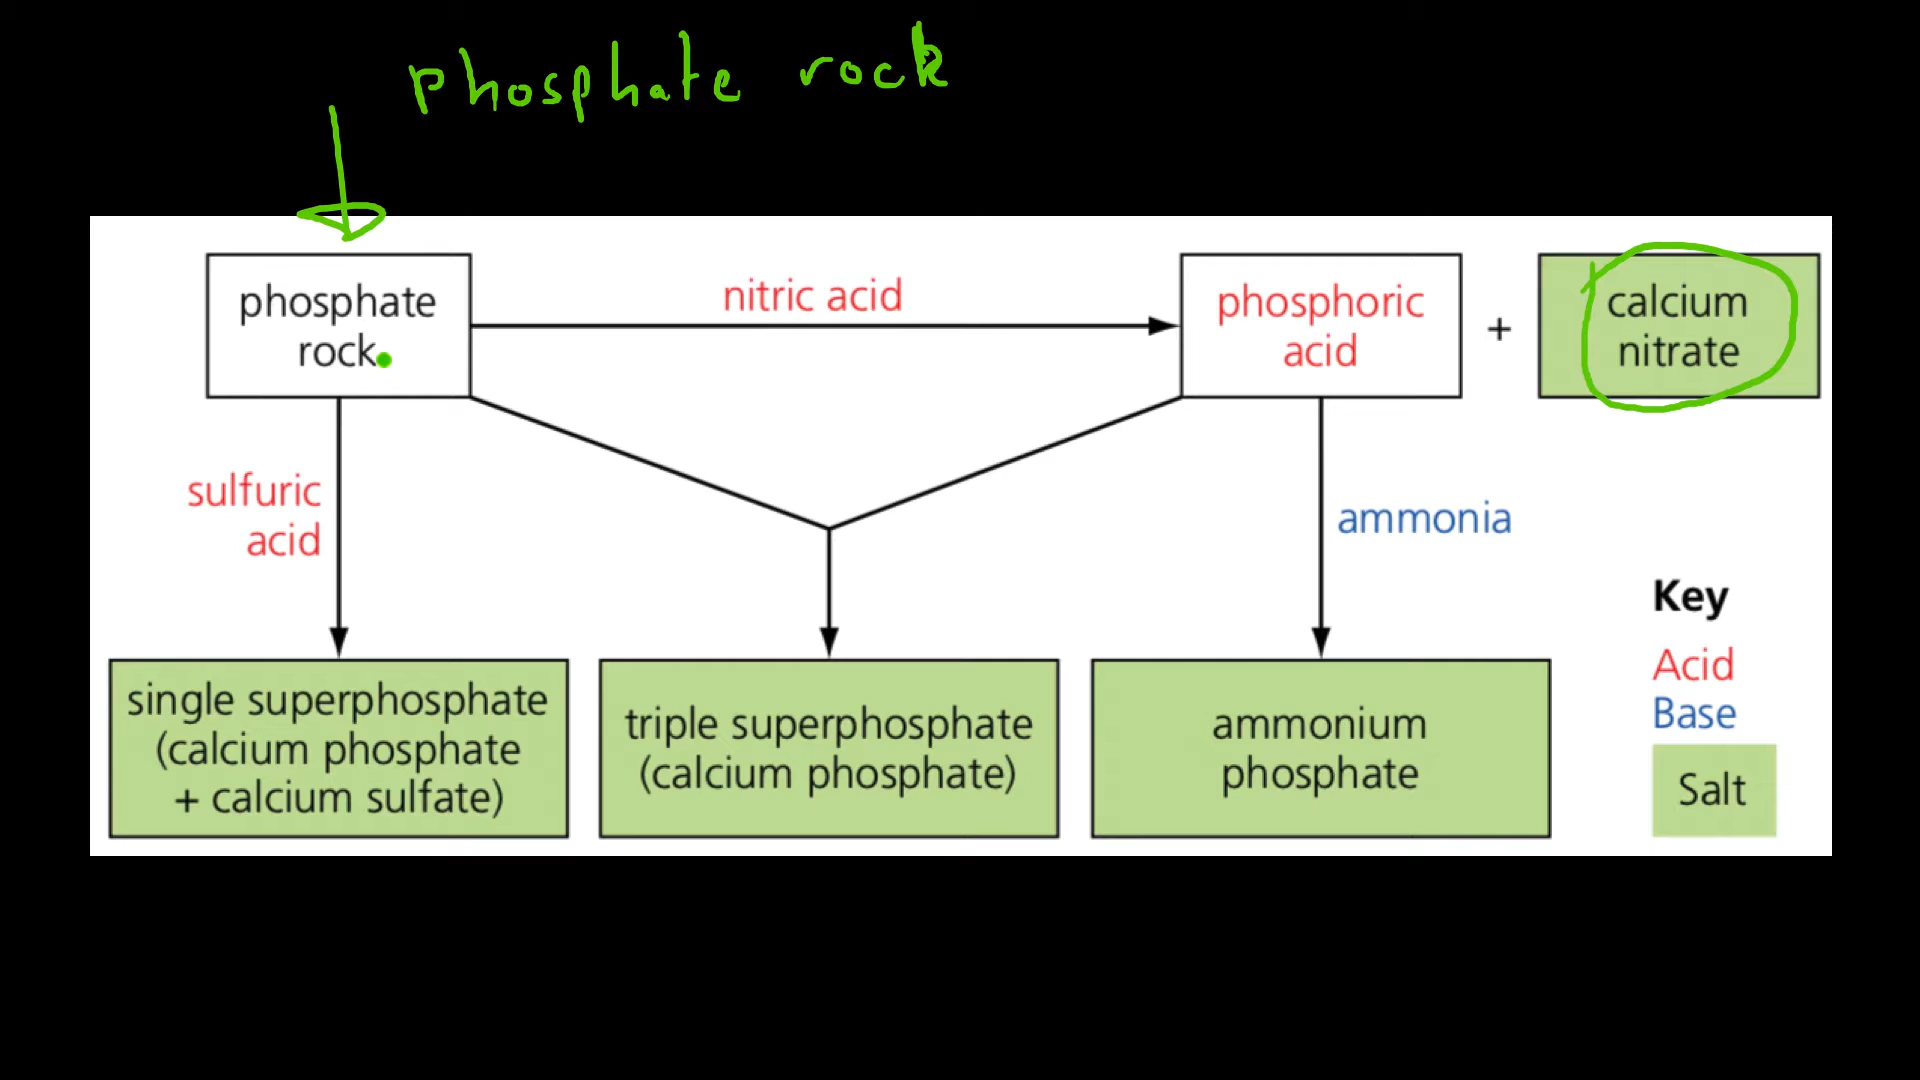 phosphate rock
phosphate
rock
nitric acid
phosphoric
acid
+
calcium
nitrate
sulfuric
acid
ammonia
single superphosphate
(calcium phosphate
+ calcium sulfate)
triple superphosphate
(calcium phosphate)
ammonium
phosphate
Key
Acid
Base
Salt